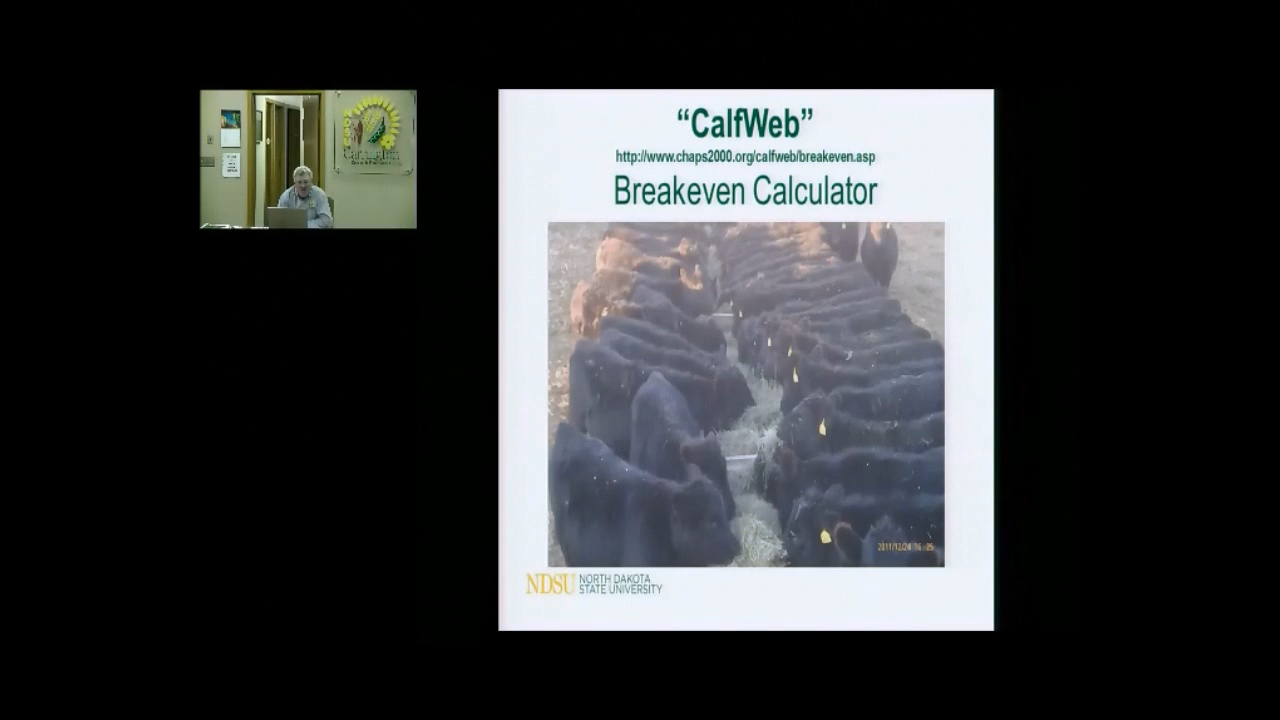 “CalfWeb”
http://www.chaps2000.org/calfweb/breakeven.asp
Breakeven Calculator
NDSU NORTH DAKOTA
STATE UNIVERSITY